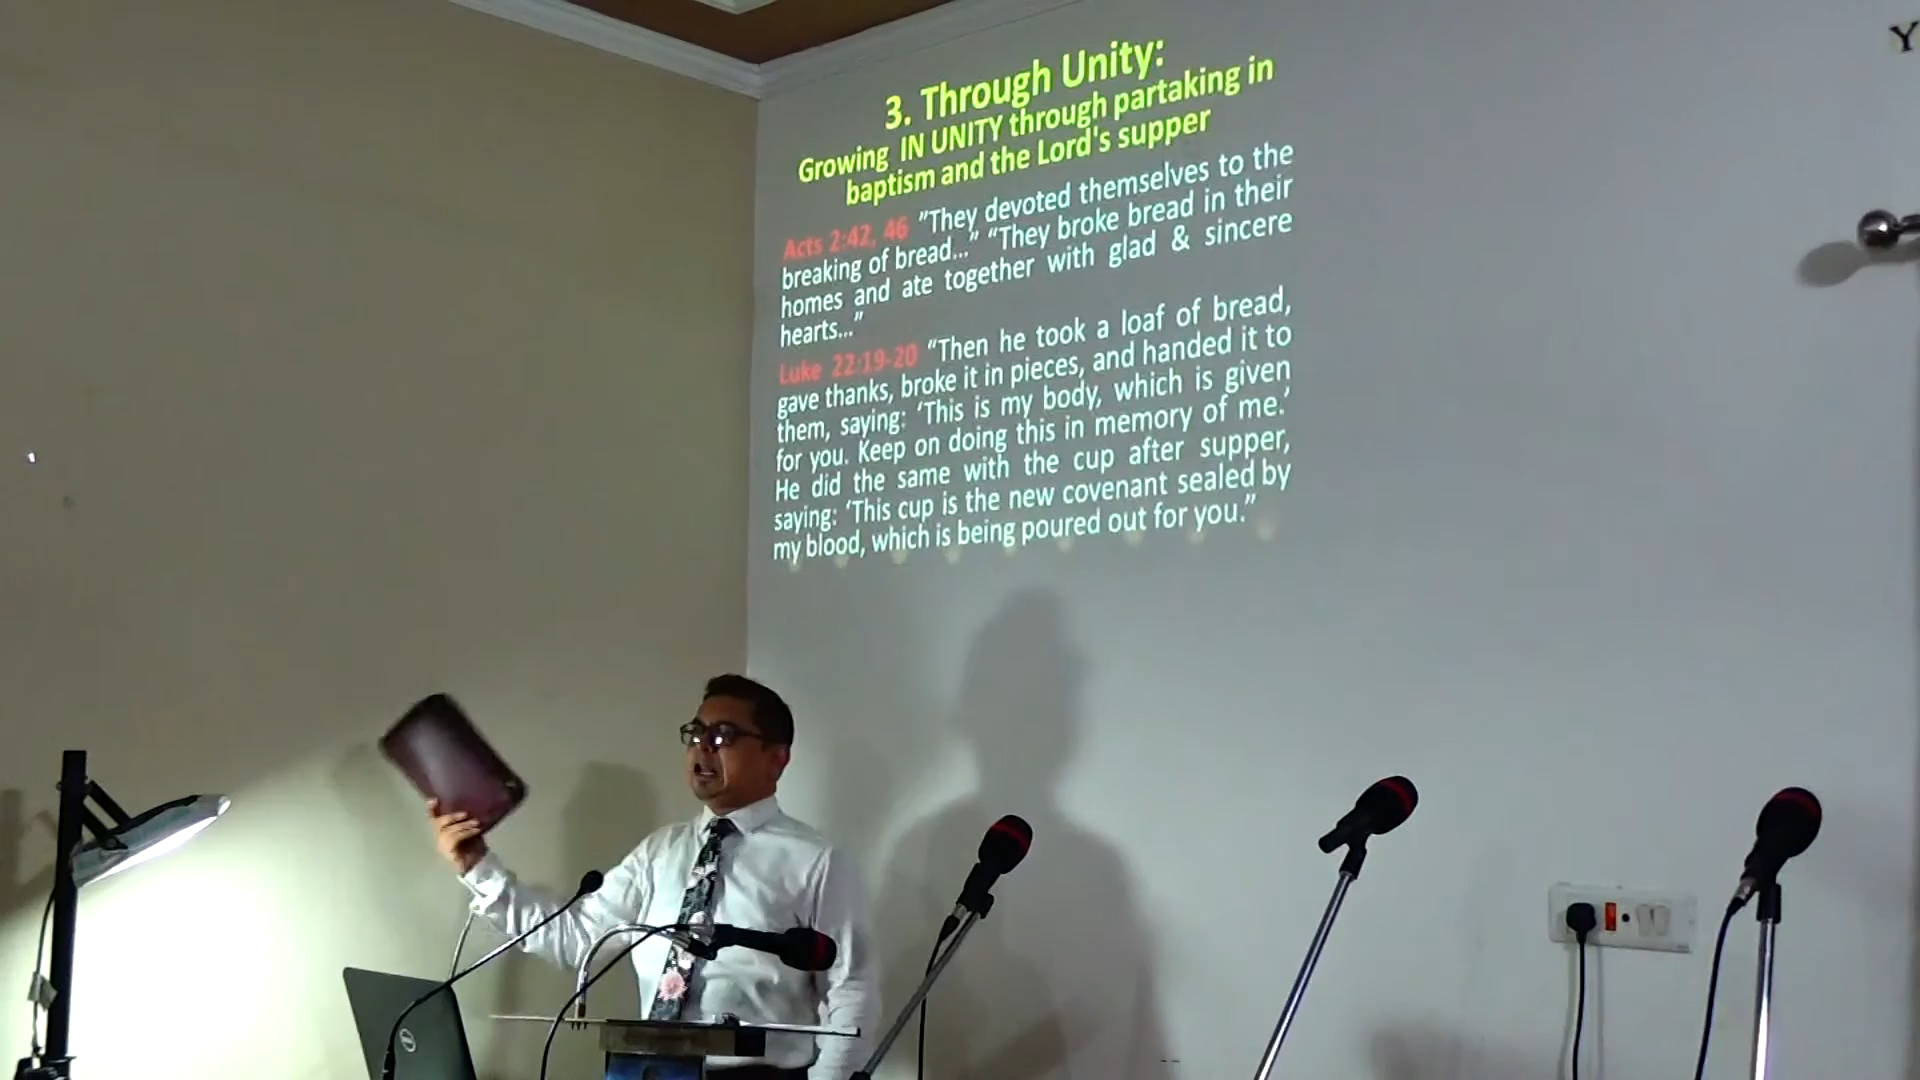 3. Through Unity:
Growing IN UNITY through partaking in
baptism and the Lord's supper
Acts 2:42, 46 "They devoted themselves to the
breaking of bread..." "They broke bread in their
homes and ate together with glad & sincere
hearts..."
Luke 22:19-20 "Then he took a loaf of bread,
gave thanks, broke it in pieces, and handed it to
them, saying: 'This is my body, which is given
for you. Keep on doing this in memory of me.'
He did the same with the cup after supper,
saying: 'This cup is the new covenant sealed by
my blood, which is being poured out for you."
Y
DELL